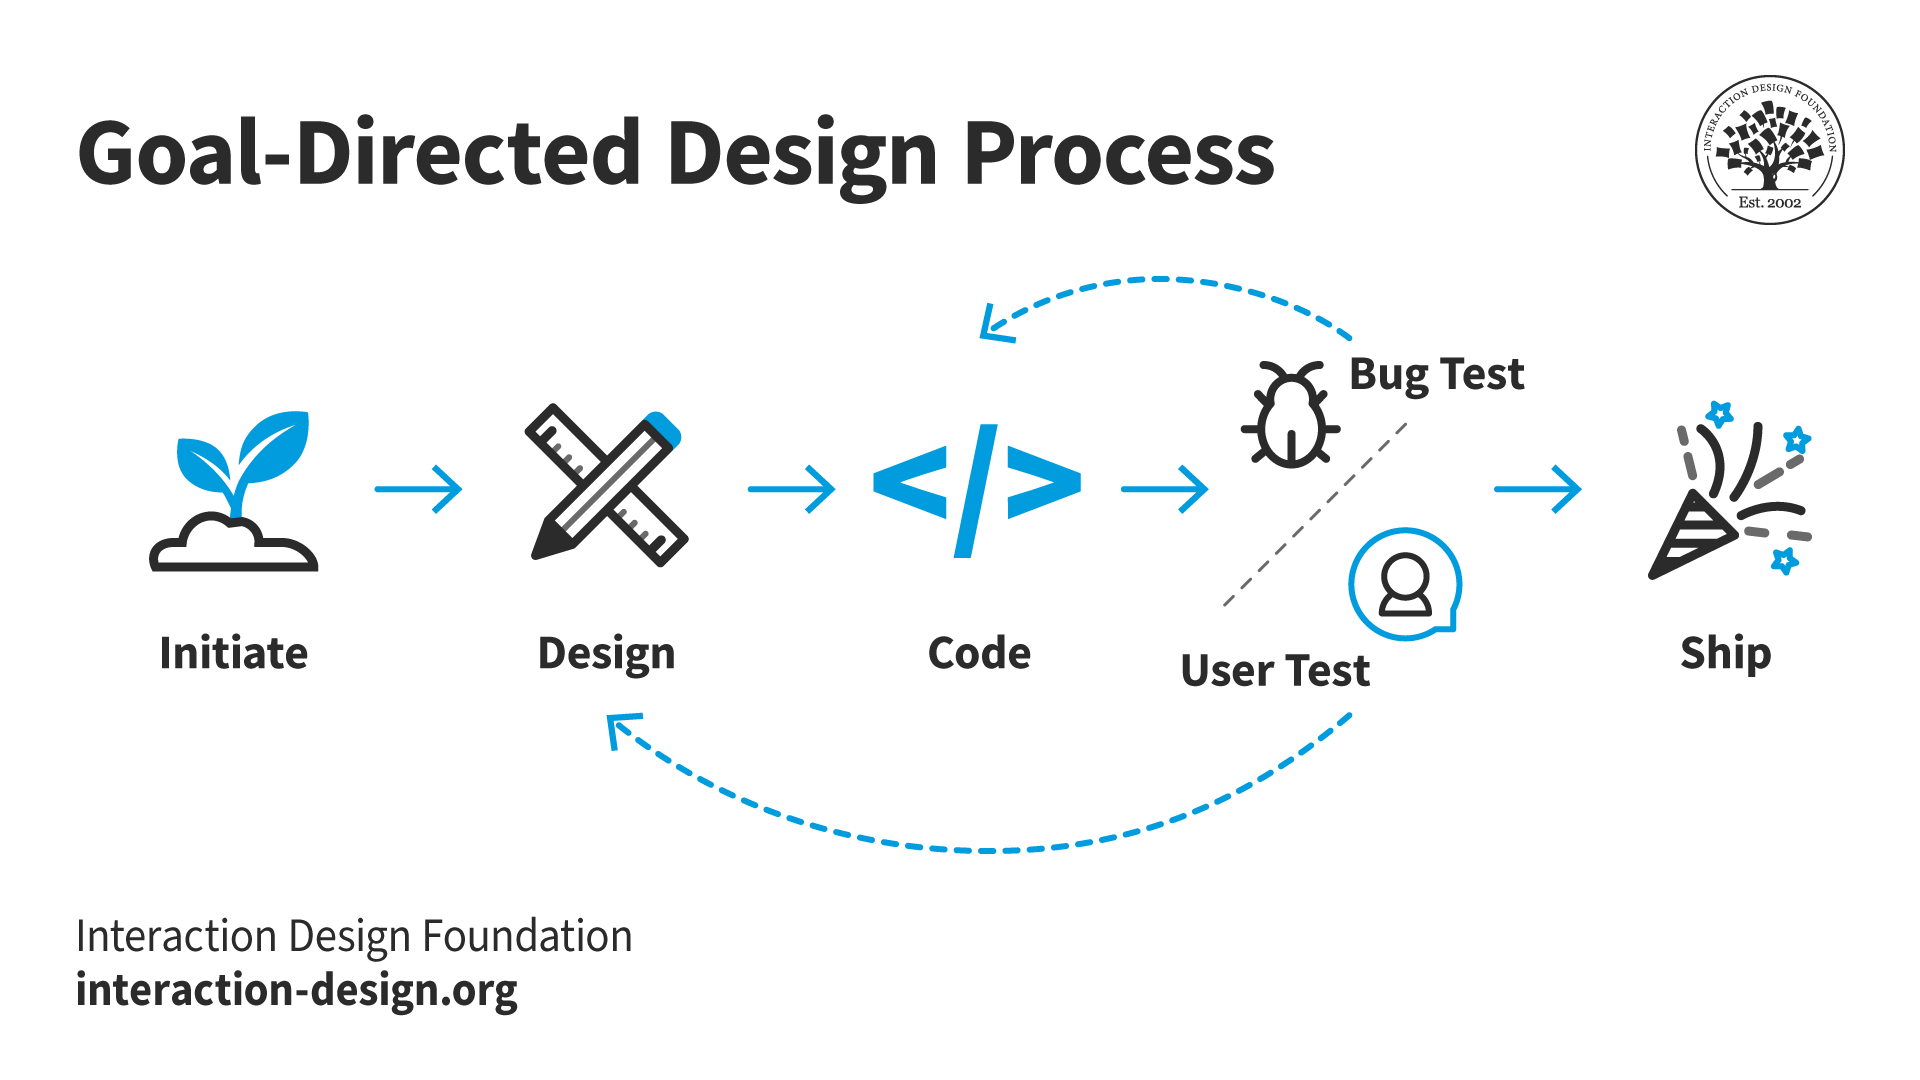 Goal-Directed Design Process
INTERACTION DESIGN FOUNDATION
Est. 2002
Bug Test
</>
Initiate
Design
Code
User Test
Ship
Interaction Design Foundation
interaction-design.org